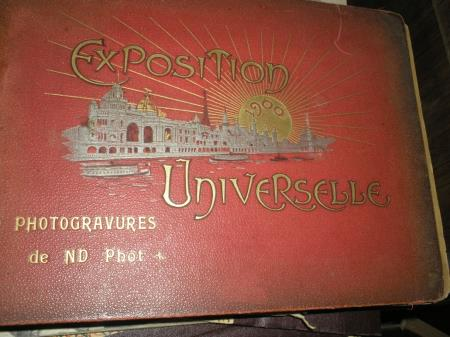 EXPOSITION
1900
UNIVERSELLE
PHOTOGRAVURES
de ND Phot